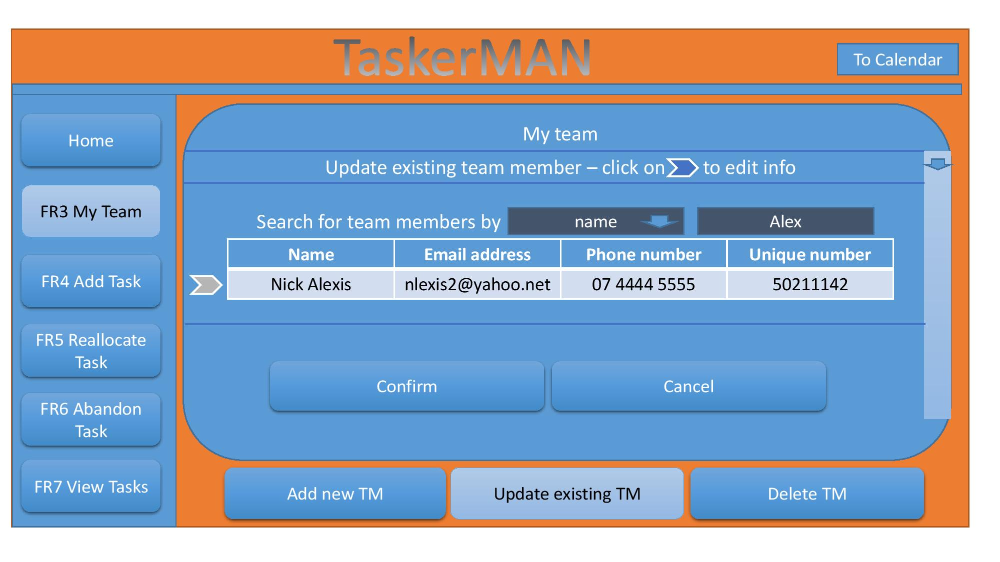 TaskerMAN
To Calendar
Home
FR3 My Team
FR4 Add Task
FR5 Reallocate
Task
FR6 Abandon
Task
FR7 View Tasks
My team
Update existing team member – click on to edit info
Search for team members by name Alex
Name Email address Phone number Unique number
Nick Alexis nlexis2@yahoo.net 07 4444 5555 50211142
Confirm Cancel
Add new TM Update existing TM Delete TM